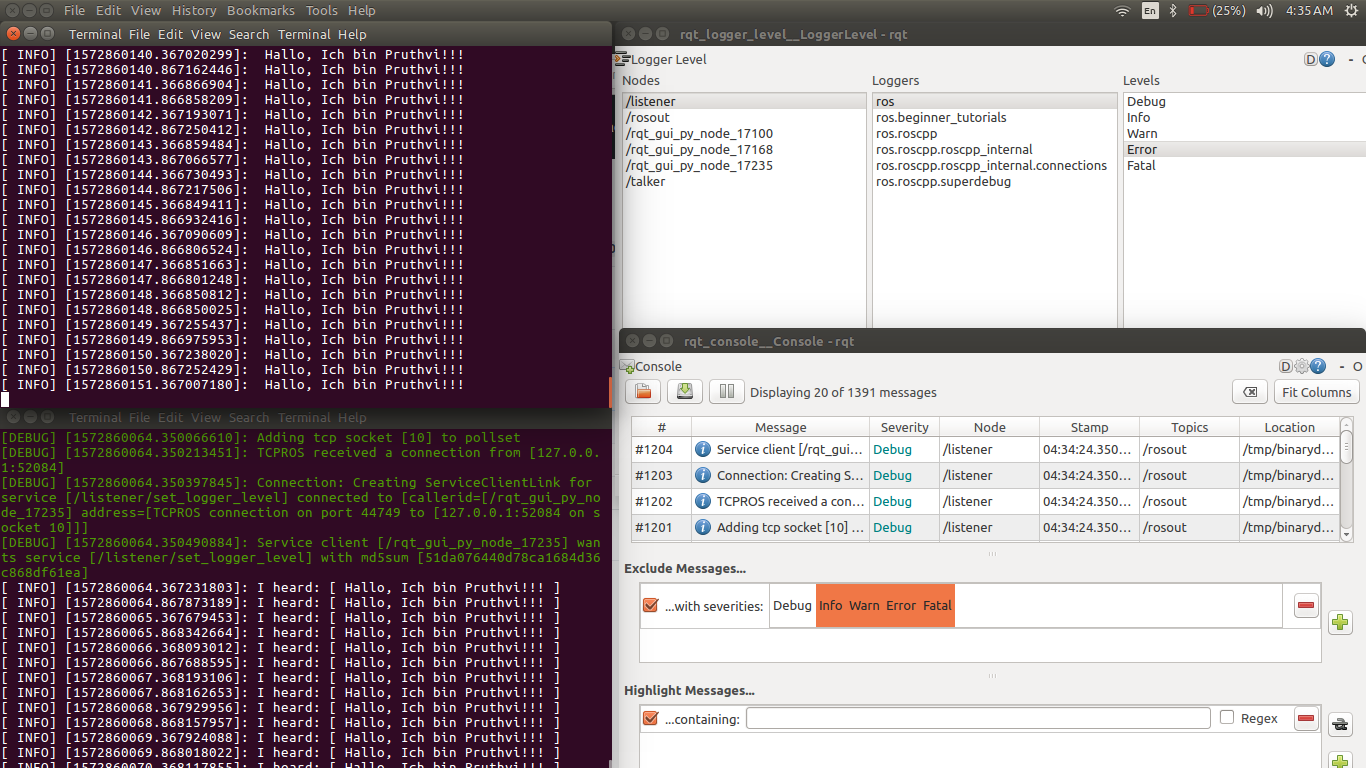 File Edit View History Bookmarks Tools Help
En (25%) 4:35 AM
Terminal File Edit View Search Terminal Help
[ INFO] [1572860140.367020299]:  Hallo, Ich bin Pruthvi!!!
[ INFO] [1572860140.867162446]:  Hallo, Ich bin Pruthvi!!!
[ INFO] [1572860141.366866904]:  Hallo, Ich bin Pruthvi!!!
[ INFO] [1572860141.866858209]:  Hallo, Ich bin Pruthvi!!!
[ INFO] [1572860142.367193071]:  Hallo, Ich bin Pruthvi!!!
[ INFO] [1572860142.867250412]:  Hallo, Ich bin Pruthvi!!!
[ INFO] [1572860143.366859484]:  Hallo, Ich bin Pruthvi!!!
[ INFO] [1572860143.867066577]:  Hallo, Ich bin Pruthvi!!!
[ INFO] [1572860144.366730493]:  Hallo, Ich bin Pruthvi!!!
[ INFO] [1572860144.867217506]:  Hallo, Ich bin Pruthvi!!!
[ INFO] [1572860145.366849411]:  Hallo, Ich bin Pruthvi!!!
[ INFO] [1572860145.866932416]:  Hallo, Ich bin Pruthvi!!!
[ INFO] [1572860146.367090609]:  Hallo, Ich bin Pruthvi!!!
[ INFO] [1572860146.866806524]:  Hallo, Ich bin Pruthvi!!!
[ INFO] [1572860147.366851663]:  Hallo, Ich bin Pruthvi!!!
[ INFO] [1572860147.866801248]:  Hallo, Ich bin Pruthvi!!!
[ INFO] [1572860148.366850812]:  Hallo, Ich bin Pruthvi!!!
[ INFO] [1572860148.866850025]:  Hallo, Ich bin Pruthvi!!!
[ INFO] [1572860149.367255437]:  Hallo, Ich bin Pruthvi!!!
[ INFO] [1572860149.866975953]:  Hallo, Ich bin Pruthvi!!!
[ INFO] [1572860150.367238020]:  Hallo, Ich bin Pruthvi!!!
[ INFO] [1572860150.867252429]:  Hallo, Ich bin Pruthvi!!!
[ INFO] [1572860151.367007180]:  Hallo, Ich bin Pruthvi!!!
Terminal File Edit View Search Terminal Help
[DEBUG] [1572860064.350066610]: Adding tcp socket [10] to pollset
[DEBUG] [1572860064.350213451]: TCPROS received a connection from [127.0.0.
1:52084]
[DEBUG] [1572860064.350397845]: Connection: Creating ServiceClientLink for
service [/listener/set_logger_level] connected to [callerid=[/rqt_gui_py_no
de_17235] address=[TCPROS connection on port 44749 to [127.0.0.1:52084 on s
ocket 10]]]
[DEBUG] [1572860064.350490884]: Service client [/rqt_gui_py_node_17235] wan
ts service [/listener/set_logger_level] with md5sum [51da076440d78ca1684d36
c868df61ea]
[ INFO] [1572860064.367231803]: I heard: [ Hallo, Ich bin Pruthvi!!! ]
[ INFO] [1572860064.867873189]: I heard: [ Hallo, Ich bin Pruthvi!!! ]
[ INFO] [1572860065.367679453]: I heard: [ Hallo, Ich bin Pruthvi!!! ]
[ INFO] [1572860065.868342664]: I heard: [ Hallo, Ich bin Pruthvi!!! ]
[ INFO] [1572860066.368093012]: I heard: [ Hallo, Ich bin Pruthvi!!! ]
[ INFO] [1572860066.867688595]: I heard: [ Hallo, Ich bin Pruthvi!!! ]
[ INFO] [1572860067.368193106]: I heard: [ Hallo, Ich bin Pruthvi!!! ]
[ INFO] [1572860067.868162653]: I heard: [ Hallo, Ich bin Pruthvi!!! ]
[ INFO] [1572860068.367929956]: I heard: [ Hallo, Ich bin Pruthvi!!! ]
[ INFO] [1572860068.868157957]: I heard: [ Hallo, Ich bin Pruthvi!!! ]
[ INFO] [1572860069.367924088]: I heard: [ Hallo, Ich bin Pruthvi!!! ]
[ INFO] [1572860069.868018022]: I heard: [ Hallo, Ich bin Pruthvi!!! ]
[ INFO] [1572860070.368117855]: I heard: [ Hallo, Ich bin Pruthvi!!! ]
rqt_logger_level__LoggerLevel - rqt
Logger Level D ? - O
Nodes Loggers Levels
/listener ros Debug
/rosout ros.beginner_tutorials Info
/rqt_gui_py_node_17100 ros.roscpp Warn
/rqt_gui_py_node_17168 ros.roscpp.roscpp_internal Error
/rqt_gui_py_node_17235 ros.roscpp.roscpp_internal.connections Fatal
/talker ros.roscpp.superdebug
rqt_console__Console - rqt
Console D ? - O
Displaying 20 of 1391 messages Fit Columns
# Message Severity Node Stamp Topics Location
#1204 Service client [/rqt_gui... Debug /listener 04:34:24.350... /rosout /tmp/binaryd...
#1203 Connection: Creating S... Debug /listener 04:34:24.350... /rosout /tmp/binaryd...
#1202 TCPROS received a con... Debug /listener 04:34:24.350... /rosout /tmp/binaryd...
#1201 Adding tcp socket [10] ... Debug /listener 04:34:24.350... /rosout /tmp/binaryd...
Exclude Messages...
...with severities: Debug Info Warn Error Fatal
Highlight Messages...
...containing: Regex